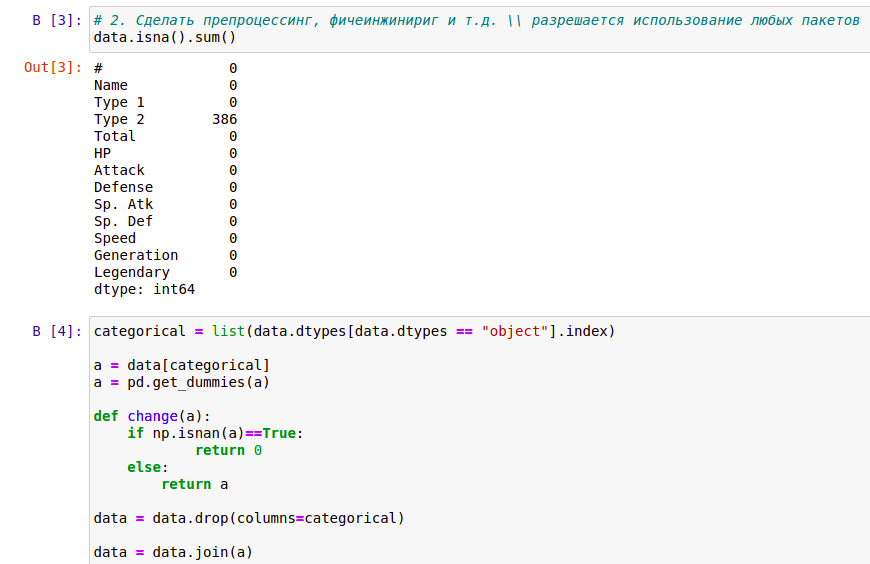 В [3]: # 2. Сделать препроцессинг, фичеинжинириг и т.д. \\ разрешается использование любых пакетов
data.isna().sum()
Out[3]: # 0
Name 0
Type 1 0
Type 2 386
Total 0
HP 0
Attack 0
Defense 0
Sp. Atk 0
Sp. Def 0
Speed 0
Generation 0
Legendary 0
dtype: int64
В [4]: categorical = list(data.dtypes[data.dtypes == "object"].index)
a = data[categorical]
a = pd.get_dummies(a)
def change(a):
    if np.isnan(a)==True:
            return 0
    else:
        return a
data = data.drop(columns=categorical)
data = data.join(a)